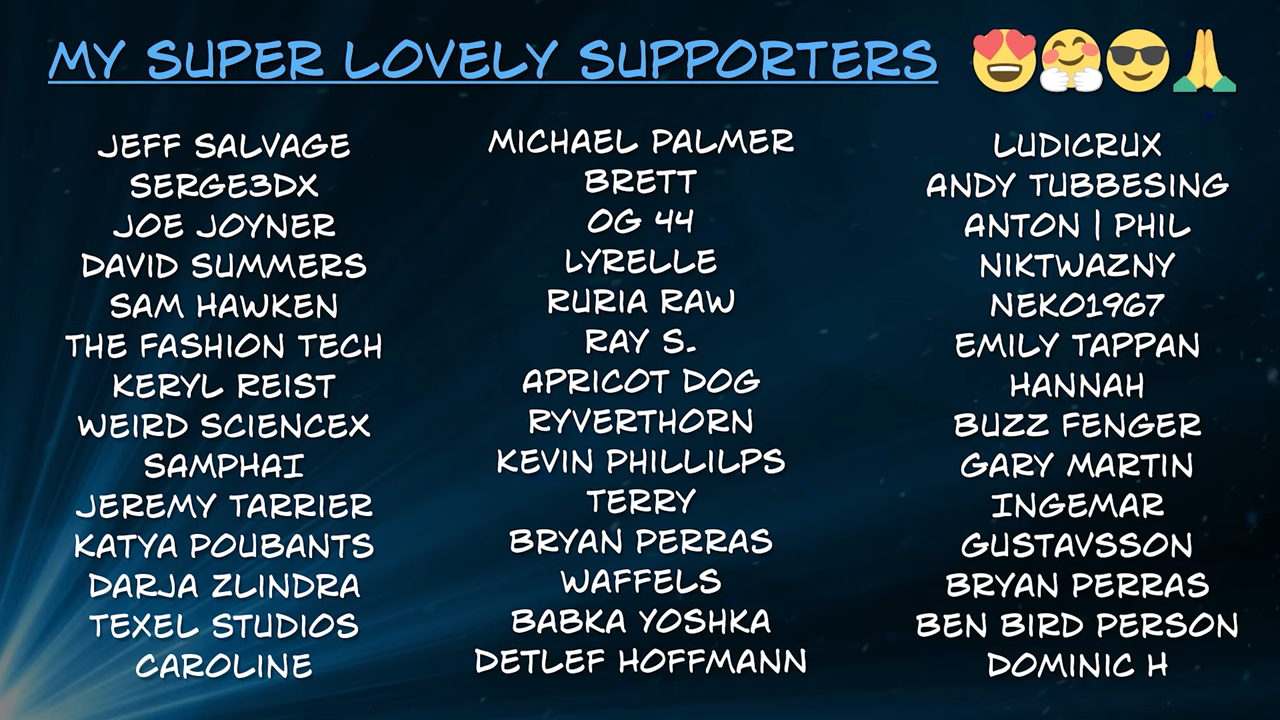 MY SUPER LOVELY SUPPORTERS 😍🤗😎🙏
JEFF SALVAGE
SERGE3DX
JOE JOYNER
DAVID SUMMERS
SAM HAWKEN
THE FASHION TECH
KERYL REIST
WEIRD SCIENCEX
SAMPHAI
JEREMY TARRIER
KATYA POUBANTS
DARJA ZLINDRA
TEXEL STUDIOS
CAROLINE
MICHAEL PALMER
BRETT
OG 44
LYRELLE
RURIA RAW
RAY S.
APRICOT DOG
RYVERTHORN
KEVIN PHILLILPS
TERRY
BRYAN PERRAS
WAFFELS
BABKA YOSHKA
DETLEF HOFFMANN
LUDICRUX
ANDY TUBBESING
ANTON | PHIL
NIKTWAZNY
NEKO1967
EMILY TAPPAN
HANNAH
BUZZ FENGER
GARY MARTIN
INGEMAR
GUSTAVSSON
BRYAN PERRAS
BEN BIRD PERSON
DOMINIC H